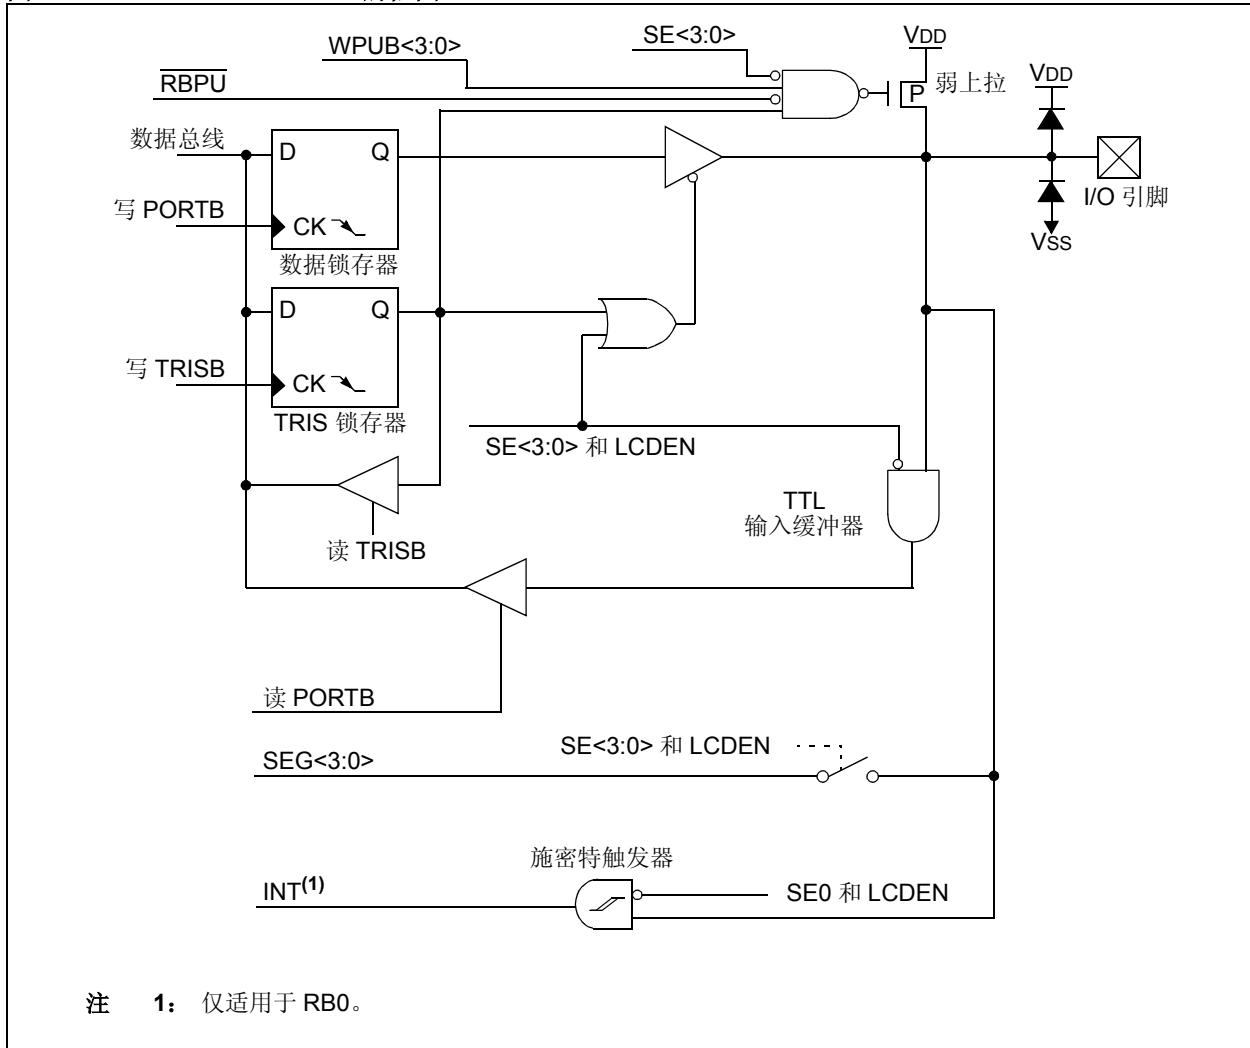 SE<3:0>
VDD
WPUB<3:0>
VDD
RBPU
P
弱上拉
数据总线
D
Q
写 PORTB
CK
I/O 引脚
VSS
数据锁存器
D
Q
写 TRISB
CK
TRIS 锁存器
SE<3:0> 和 LCDEN
TTL
输入缓冲器
读 TRISB
读 PORTB
SE<3:0> 和 LCDEN
SEG<3:0>
施密特触发器
INT(1)
SE0 和 LCDEN
注 1： 仅适用于 RB0。